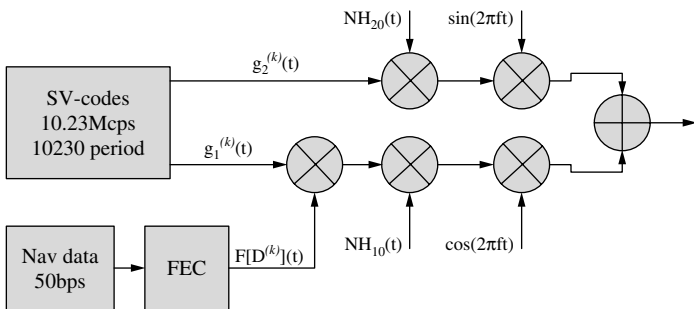 NH₂₀(t)
sin(2πft)
g₂⁽ᵏ⁾(t)
SV-codes
10.23Mcps
10230 period
g₁⁽ᵏ⁾(t)
Nav data
50bps
FEC
F[D⁽ᵏ⁾](t)
NH₁₀(t)
cos(2πft)